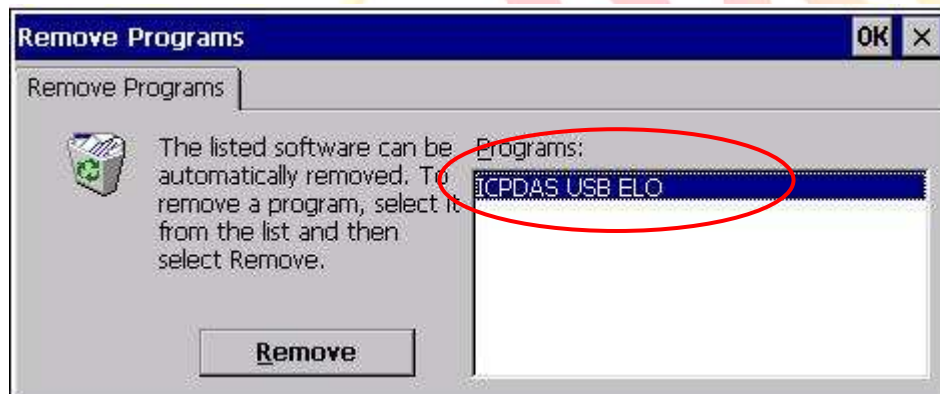 Remove Programs OK ×
Remove Programs
The listed software can be
automatically removed. To
remove a program, select it
from the list and then
select Remove.
Remove
Programs:
ICPDAS USB ELO